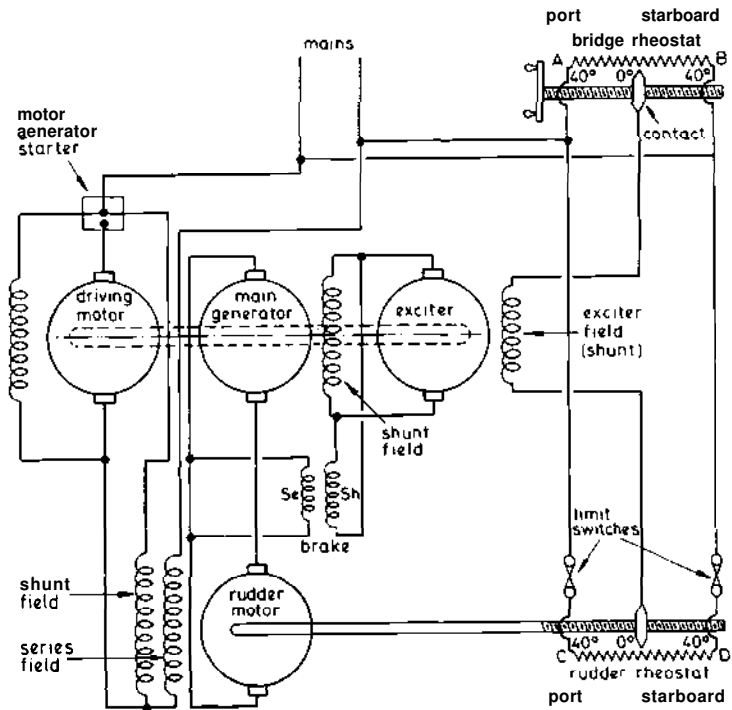 port
starboard
bridge rheostat
mains
A
B
40°
0°
40°
contact
motor
generator
starter
driving
motor
main
generator
exciter
exciter
field
(shunt)
shunt
field
Se
Sh
brake
limit
switches
shunt
field
series
field
rudder
motor
40°
0°
40°
C
D
rudder rheostat
port
starboard